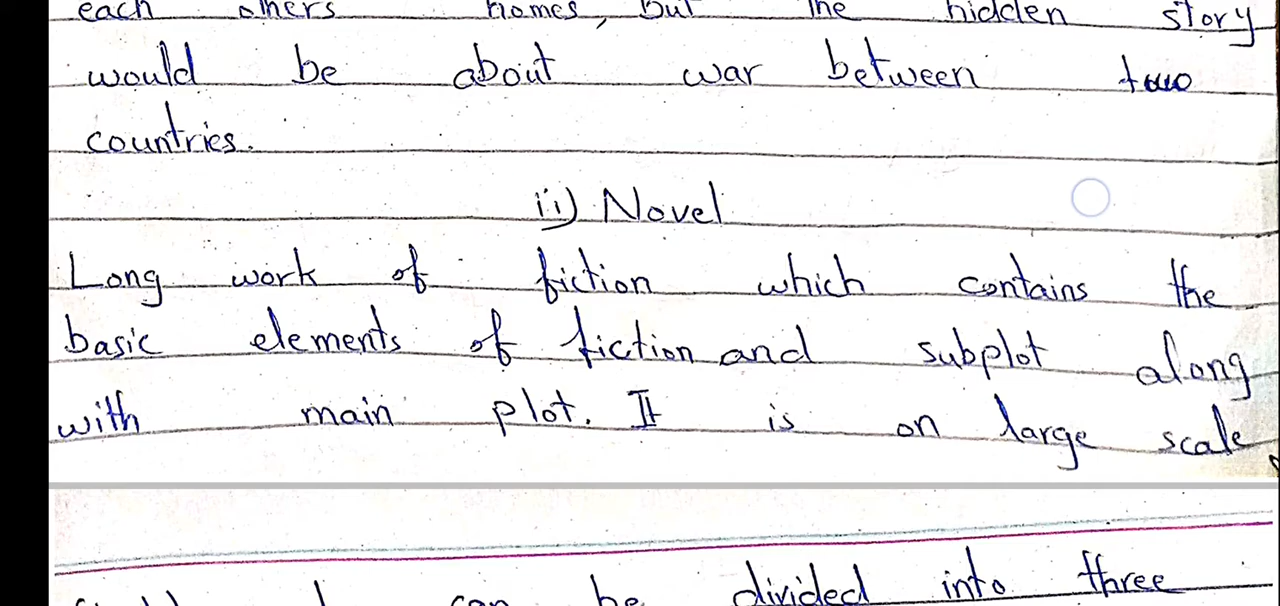 each others homes, but the hidden story
would be about war between two
countries.
ii) Novel
Long work of fiction which contains the
basic elements of fiction and subplot along
with main plot. It is on large scale
can be divided into three